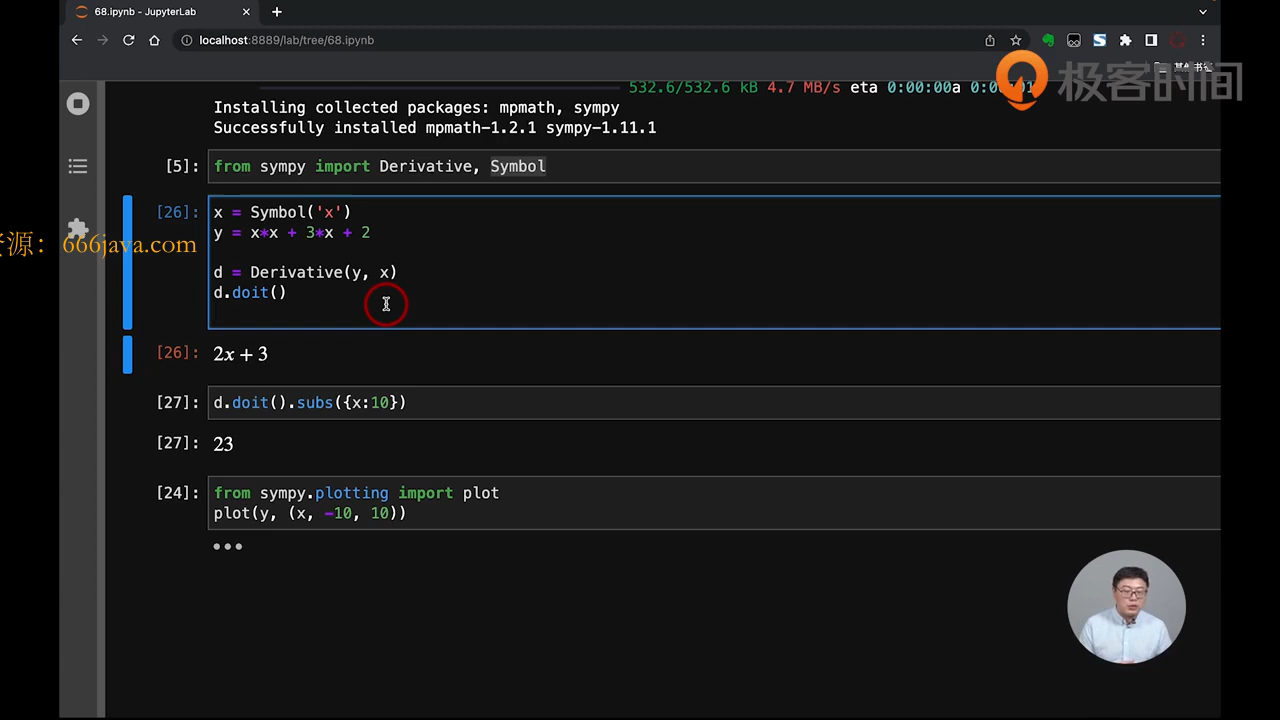 68.ipynb - JupyterLab
localhost:8889/lab/tree/68.ipynb
极客时间
532.6/532.6 kB 4.7 MB/s eta 0:00:00a 0:00:01
Installing collected packages: mpmath, sympy
Successfully installed mpmath-1.2.1 sympy-1.11.1
[5]: from sympy import Derivative, Symbol
[26]: x = Symbol('x')
y = x*x + 3*x + 2
源：666java.com
d = Derivative(y, x)
d.doit()
[26]: 2x + 3
[27]: d.doit().subs({x:10})
[27]: 23
[24]: from sympy.plotting import plot
plot(y, (x, -10, 10))